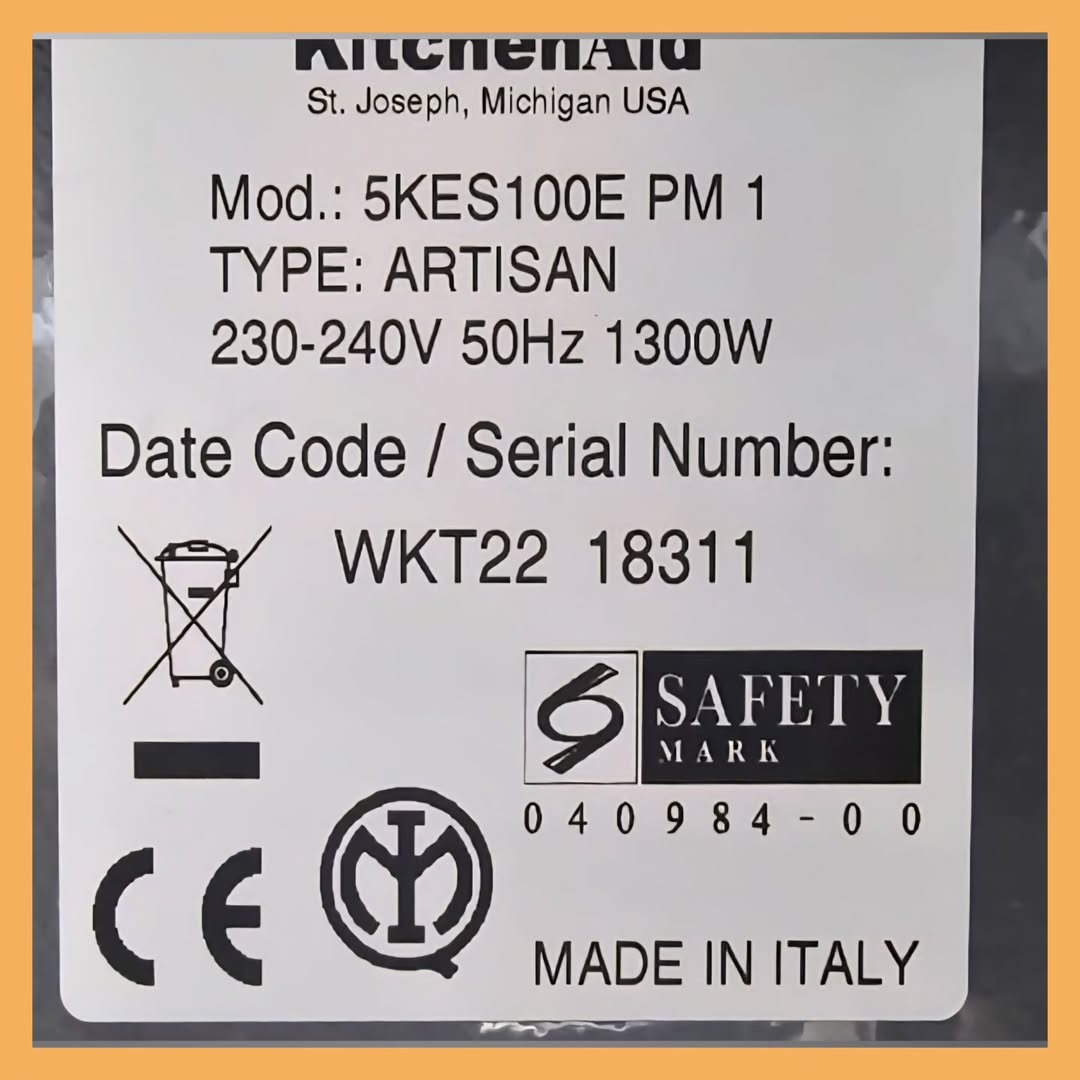 KitchenAid
St. Joseph, Michigan USA
Mod.: 5KES100E PM 1
TYPE: ARTISAN
230-240V 50Hz 1300W
Date Code / Serial Number:
WKT22 18311
SAFETY
MARK
040984-00
CE
IMQ
MADE IN ITALY